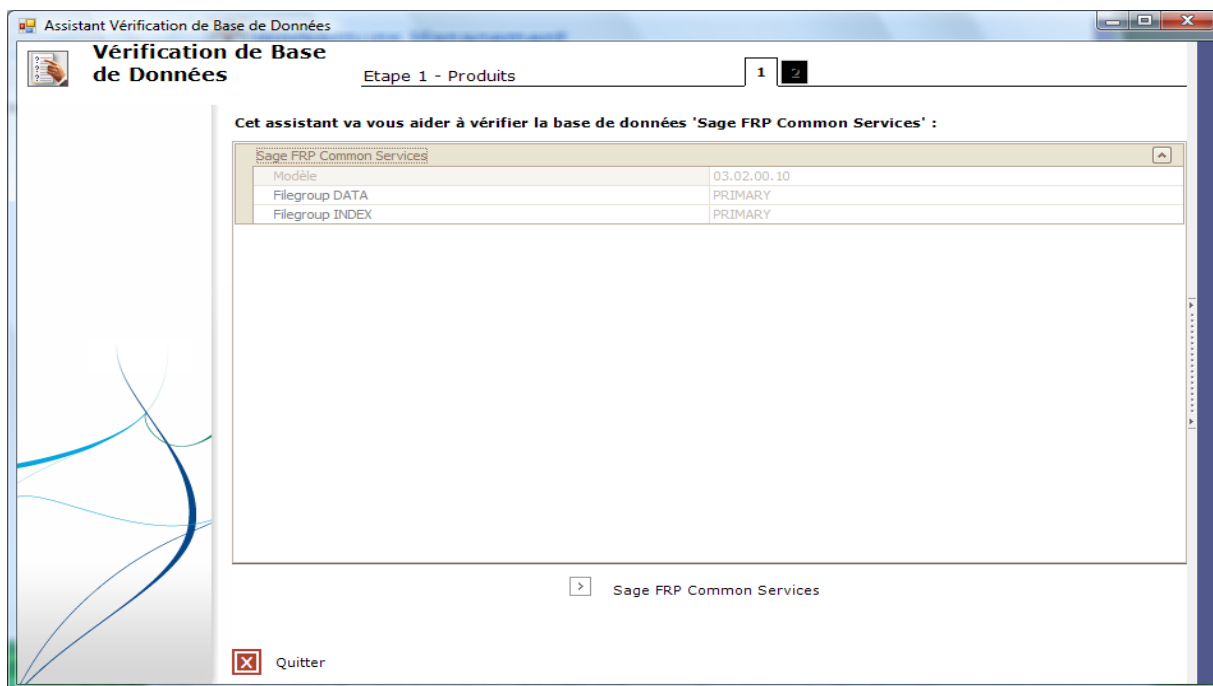 Assistant Vérification de Base de Données
Vérification de Base
de Données
Etape 1 - Produits
1
2
Cet assistant va vous aider à vérifier la base de données 'Sage FRP Common Services' :
Sage FRP Common Services
Modèle 03.02.00.10
Filegroup DATA PRIMARY
Filegroup INDEX PRIMARY
Sage FRP Common Services
Quitter